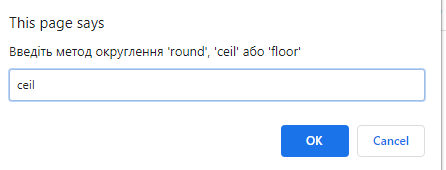 This page says
Введіть метод округлення 'round', 'ceil' або 'floor'
ceil
OK
Cancel